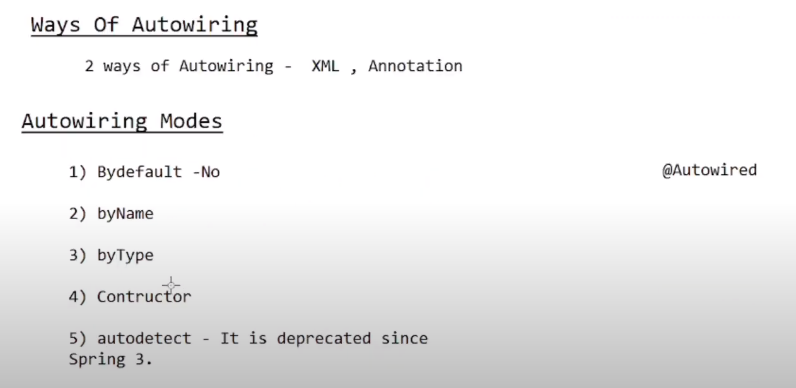 Ways Of Autowiring
2 ways of Autowiring - XML , Annotation
Autowiring Modes
1) Bydefault -No
@Autowired
2) byName
3) byType
4) Contructor
5) autodetect - It is deprecated since
Spring 3.